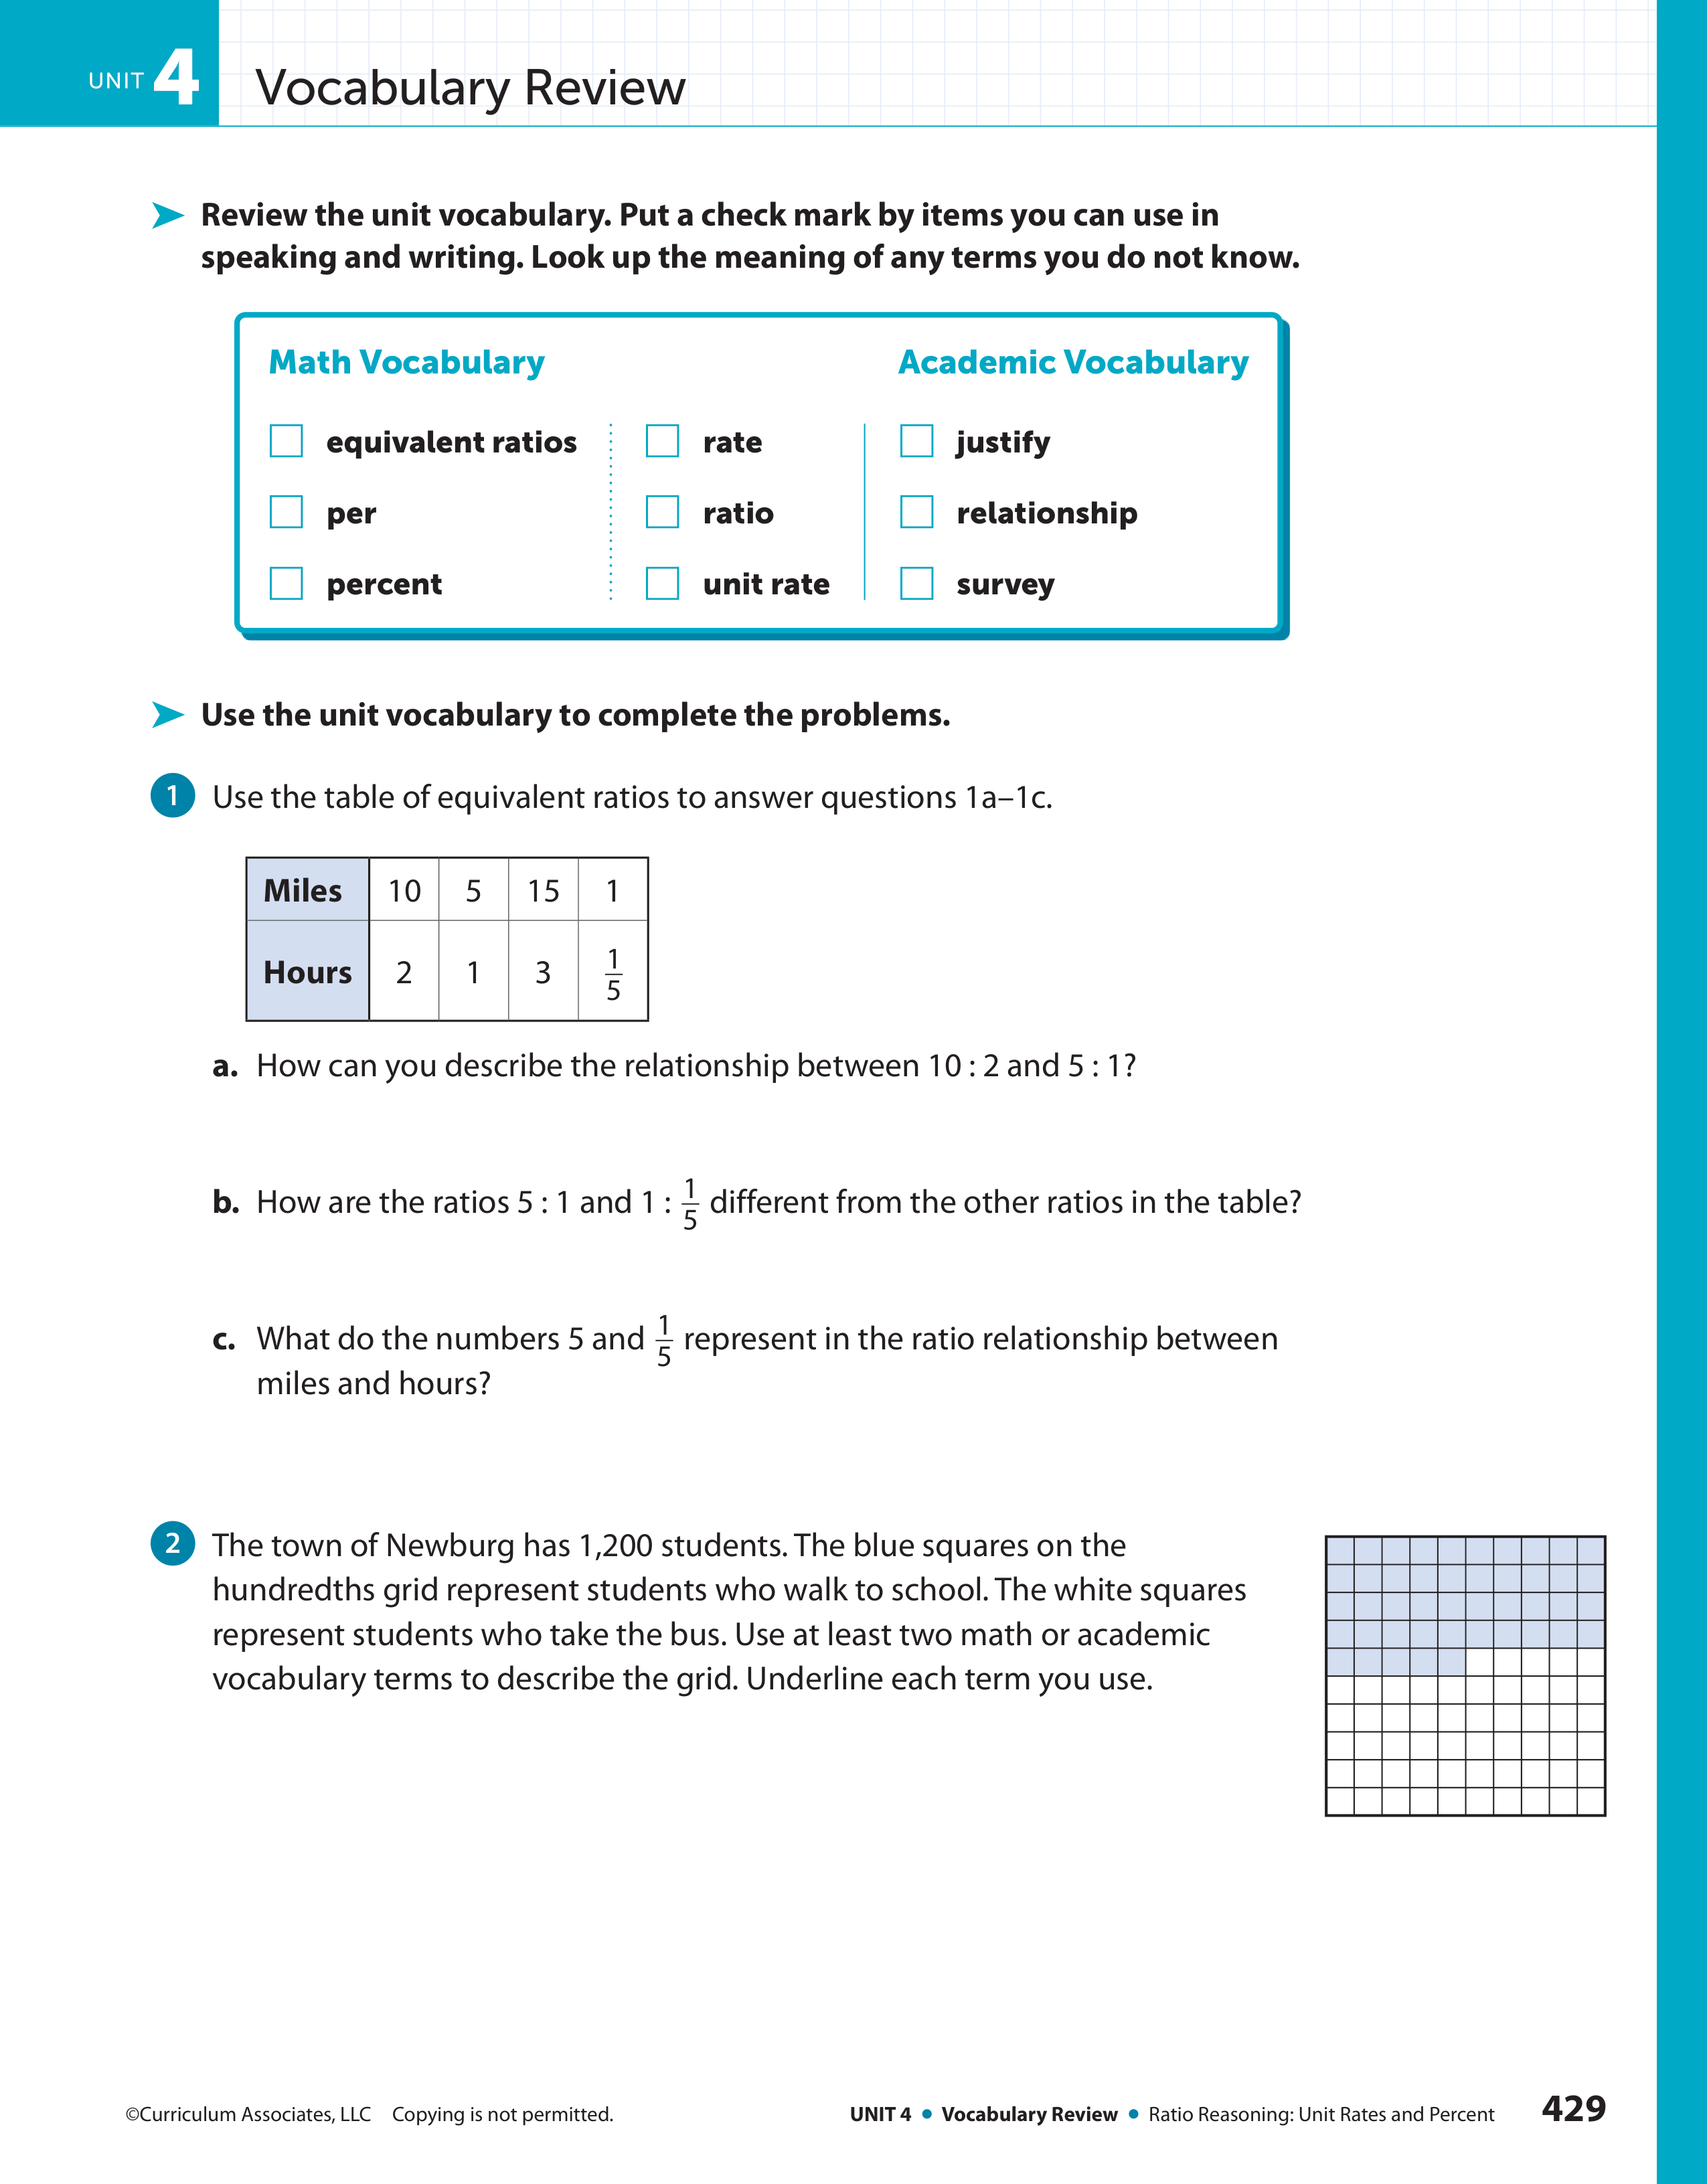 UNIT 4 Vocabulary Review
Review the unit vocabulary. Put a check mark by items you can use in
speaking and writing. Look up the meaning of any terms you do not know.
Math Vocabulary
equivalent ratios
per
percent
rate
ratio
unit rate
Academic Vocabulary
justify
relationship
survey
Use the unit vocabulary to complete the problems.
1 Use the table of equivalent ratios to answer questions 1a–1c.
Miles 10 5 15 1
Hours 2 1 3 1/5
a. How can you describe the relationship between 10 : 2 and 5 : 1?
b. How are the ratios 5 : 1 and 1 : 1/5 different from the other ratios in the table?
c. What do the numbers 5 and 1/5 represent in the ratio relationship between
miles and hours?
2 The town of Newburg has 1,200 students. The blue squares on the
hundredths grid represent students who walk to school. The white squares
represent students who take the bus. Use at least two math or academic
vocabulary terms to describe the grid. Underline each term you use.
©Curriculum Associates, LLC Copying is not permitted.
UNIT 4 • Vocabulary Review • Ratio Reasoning: Unit Rates and Percent 429